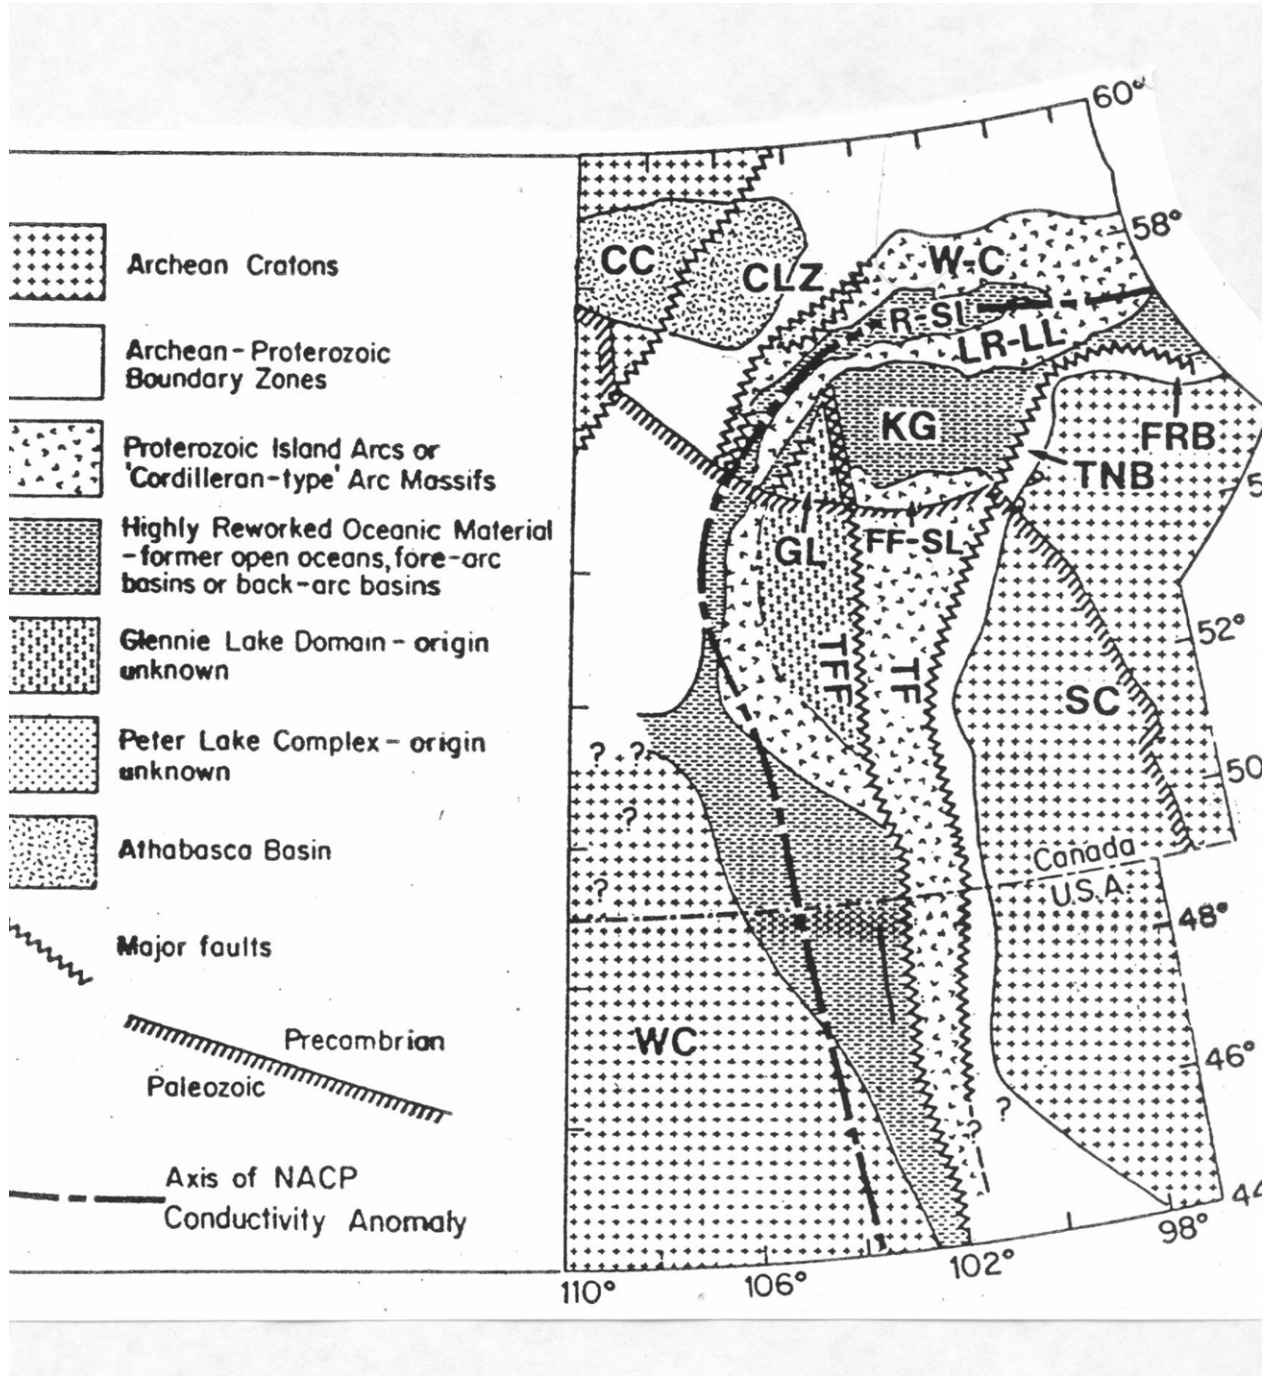 Archean Cratons
Archean-Proterozoic
Boundary Zones
Proterozoic Island Arcs or
'Cordilleran-type' Arc Massifs
Highly Reworked Oceanic Material
-former open oceans, fore-arc
basins or back-arc basins
Glennie Lake Domain- origin
unknown
Peter Lake Complex- origin
unknown
Athabasca Basin
Major faults
Precambrian
Paleozoic
Axis of NACP
Conductivity Anomaly
60°
58°
CC
CLZ
W-C
R-SL
LR-LL
KG
FRB
TNB
5
GL
FF-SL
52°
TFF
TF
SC
50
? ?
?
?
Canada
U.S.A.
48°
WC
46°
?
?
44
98°
102°
106°
110°